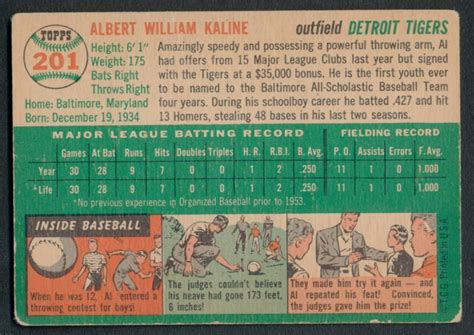 TOPPS
201
ALBERT WILLIAM KALINE
outfield DETROIT TIGERS
Height: 6' 1"
Weight: 175
Bats Right
Throws Right
Home: Baltimore, Maryland
Born: December 19, 1934
Amazingly speedy and possessing a powerful throwing arm, Al
had offers from 15 Major League Clubs last year but signed
with the Tigers at a $35,000 bonus. He is the first youth ever
to be named to the Baltimore All-Scholastic Baseball Team
four years. During his schoolboy career he batted .427 and hit
13 Homers, stealing 48 bases in his last two seasons.
MAJOR LEAGUE BATTING RECORD
FIELDING RECORD
Games At Bat Runs Hits Doubles Triples H. R. R.B.I. B. Avg. P. O. Assists Errors F. Avg.
Year 30 28 9 7 0 0 1 2 .250 11 1 0 1.000
*Life 30 28 9 7 0 0 1 2 .250 11 1 0 1.000
*No previous experience in Organized Baseball prior to 1953.
INSIDE BASEBALL
When he was 12, Al entered a
throwing contest for boys!
The judges couldn't believe
his heave had gone 173 feet,
6 inches!
They made him try it again — and
Al repeated his feat! Convinced,
the judges gave him first prize.
T.C.G. Printed in U.S.A.